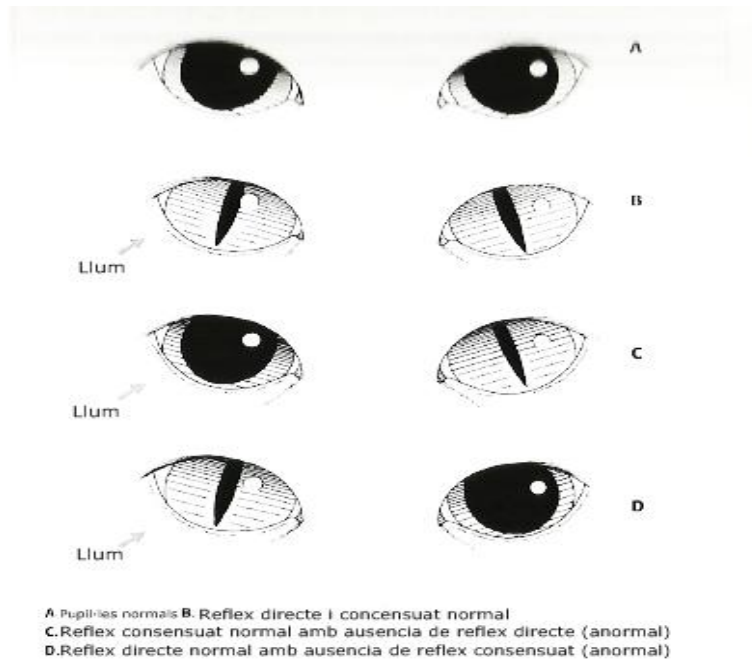 A
B
Llum
C
Llum
D
Llum
A Pupil·les normals B. Reflex directe i concensuat normal
C.Reflex consensuat normal amb ausencia de reflex directe (anormal)
D.Reflex directe normal amb ausencia de reflex consensuat (anormal)